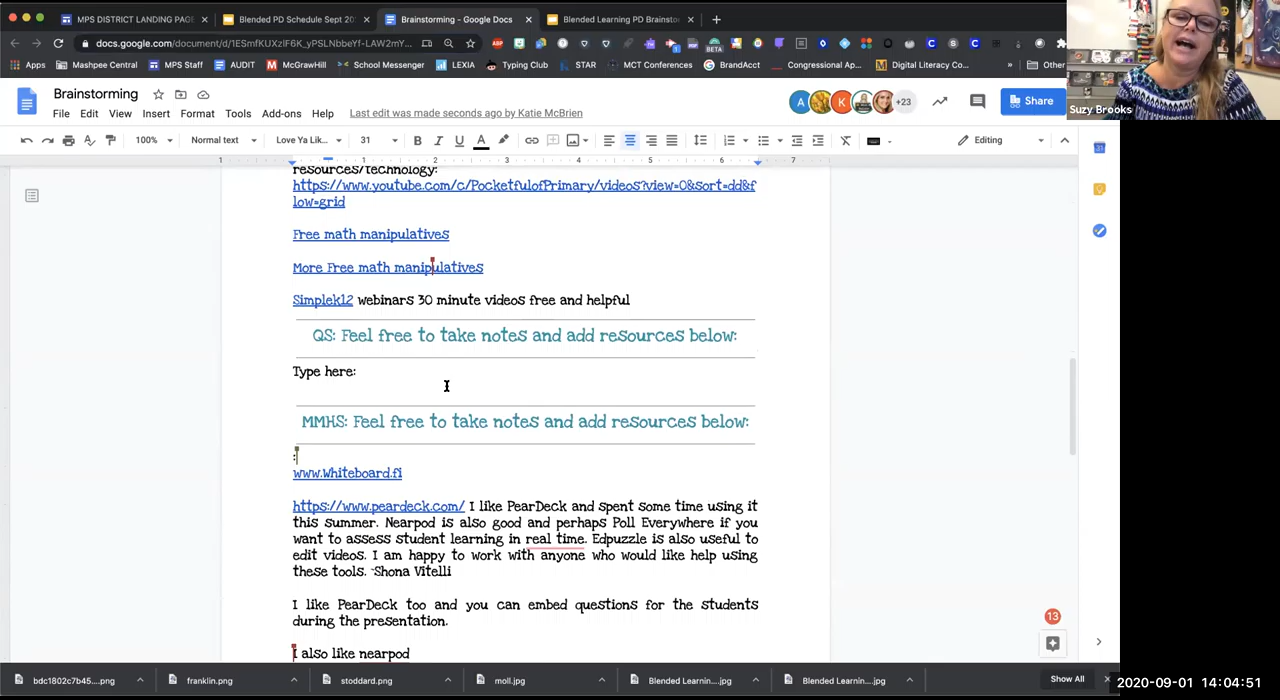 MPS DISTRICT LANDING PAG
Blended PD Schedule Sept 20
Brainstorming - Google Docs
Blended Learning PD Brainsto
docs.google.com/document/d/1ESmfKUXzIF6K_yPSLNbbeYf-LAW2mY...
Apps
Mashpee Central
MPS Staff
AUDIT
McGrawHill
School Messenger
LEXIA
Typing Club
STAR
MCT Conferences
BrandAcct
Congressional Ap...
Digital Literacy Co...
»
Other
Suzy Brooks
Brainstorming
File Edit View Insert Format Tools Add-ons Help
Last edit was made seconds ago by Katie McBrien
A
K
+23
Share
100%
Normal text
Love Ya Li...
31
B I U A
Editing
1 1 2 3 4 5 6 7
resources/technology:
https://www.youtube.com/c/PocketfulofPrimary/videos?view=0&sort=dd&f
low=grid
Free math manipulatives
More Free math manipulatives
Simplek12 webinars 30 minute videos free and helpful
QS: Feel free to take notes and add resources below:
Type here:
MMHS: Feel free to take notes and add resources below:
:
www.Whiteboard.fi
https://www.peardeck.com/ I like PearDeck and spent some time using it
this summer. Nearpod is also good and perhaps Poll Everywhere if you
want to assess student learning in real time. Edpuzzle is also useful to
edit videos. I am happy to work with anyone who would like help using
these tools. ~Shona Vitelli
I like PearDeck too and you can embed questions for the students
during the presentation.
I also like nearpod
13
bdc1802c7b45....png
franklin.png
stoddard.png
moll.jpg
Blended Learnin....jpg
Blended Learnin....jpg
Show All
2020-09-01 14:04:51